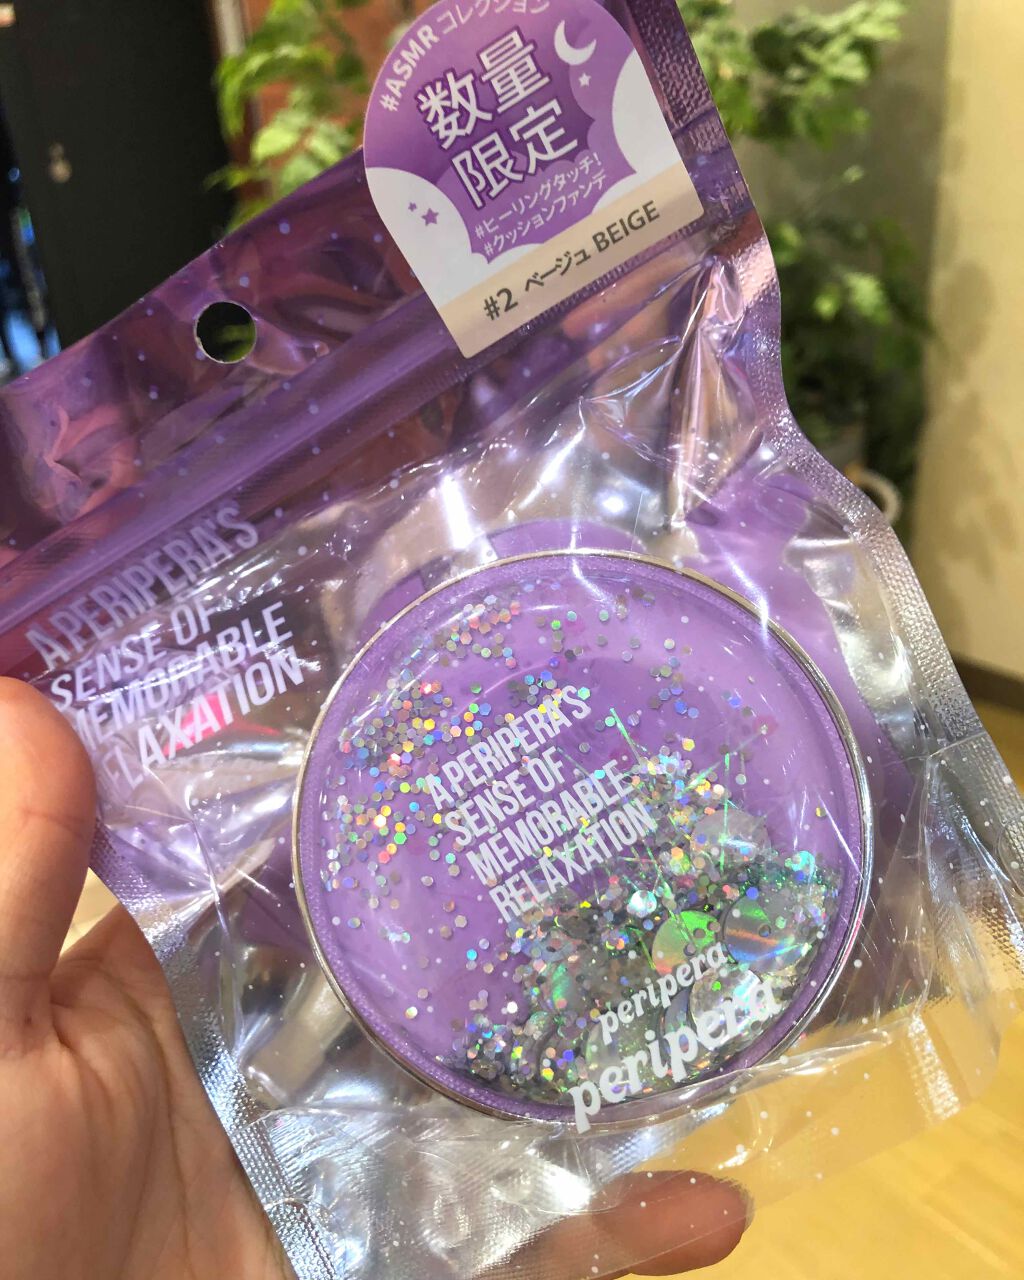 #ASMR コレクション
数量
限定
#ヒーリングタッチ!
#クッションファンデ
#2 ベージュ BEIGE
A PERIPERA'S
SENSE OF
MEMORABLE
RELAXATION
A PERIPERA'S
SENSE OF
MEMORABLE
RELAXATION
peripera
peripera